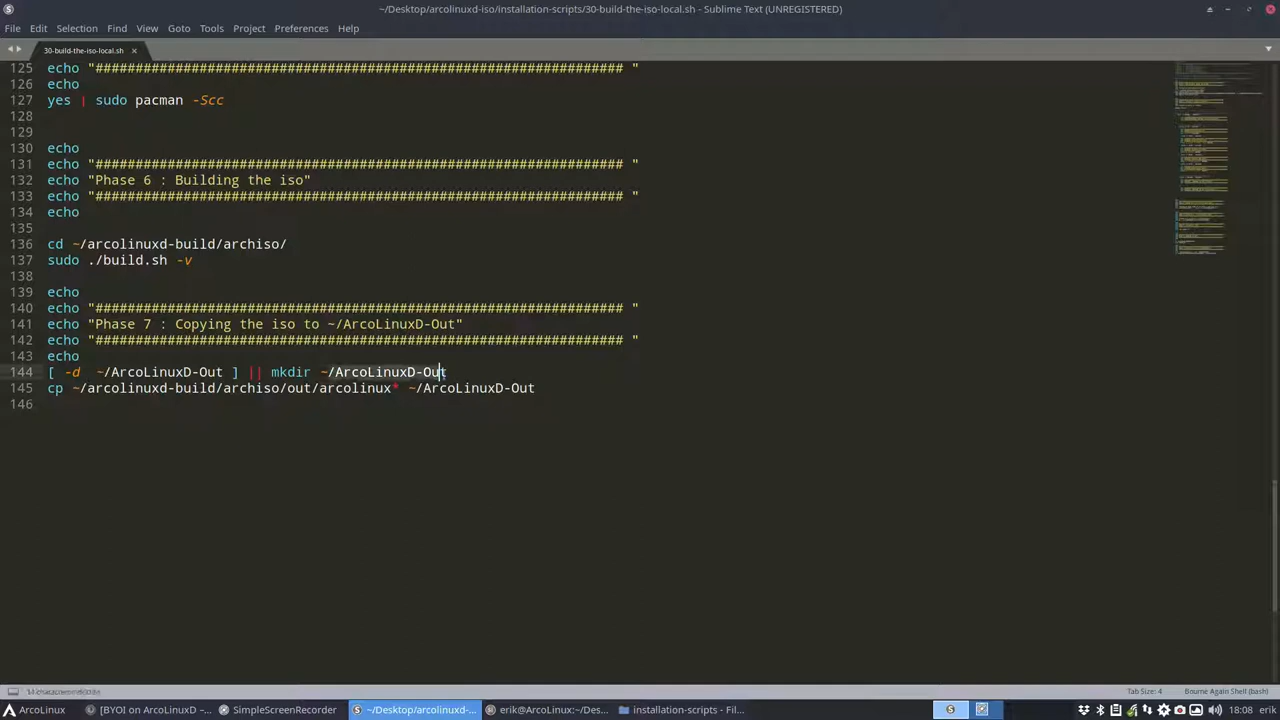 ~/Desktop/arcolinuxd-iso/installation-scripts/30-build-the-iso-local.sh - Sublime Text (UNREGISTERED)
File Edit Selection Find View Goto Tools Project Preferences Help
30-build-the-iso-local.sh
125 echo "################################################################## "
126 echo
127 yes | sudo pacman -Scc
128
129
130 echo
131 echo "################################################################## "
132 echo "Phase 6 : Building the iso"
133 echo "################################################################## "
134 echo
135
136 cd ~/arcolinuxd-build/archiso/
137 sudo ./build.sh -v
138
139 echo
140 echo "################################################################## "
141 echo "Phase 7 : Copying the iso to ~/ArcoLinuxD-Out"
142 echo "################################################################## "
143 echo
144 [ -d  ~/ArcoLinuxD-Out ] || mkdir ~/ArcoLinuxD-Out
145 cp ~/arcolinuxd-build/archiso/out/arcolinux* ~/ArcoLinuxD-Out
146
Tab Size: 4 Bourne Again Shell (bash)
ArcoLinux [BYOI on ArcoLinuxD -... SimpleScreenRecorder ~/Desktop/arcolinuxd-... erik@ArcoLinux:~/Des... installation-scripts - Fil... 18:08 erik